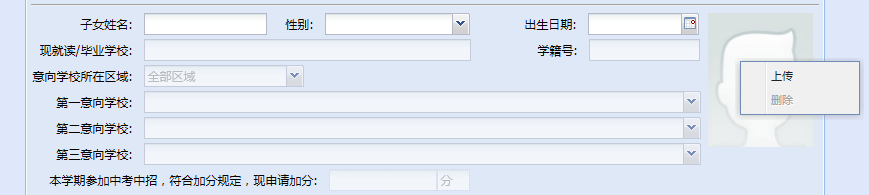 子女姓名: 性别: 出生日期:
现就读/毕业学校: 学籍号:
意向学校所在区域: 全部区域
上传
第一意向学校:
删除
第二意向学校:
第三意向学校:
本学期参加中考中招，符合加分规定，现申请加分: 分